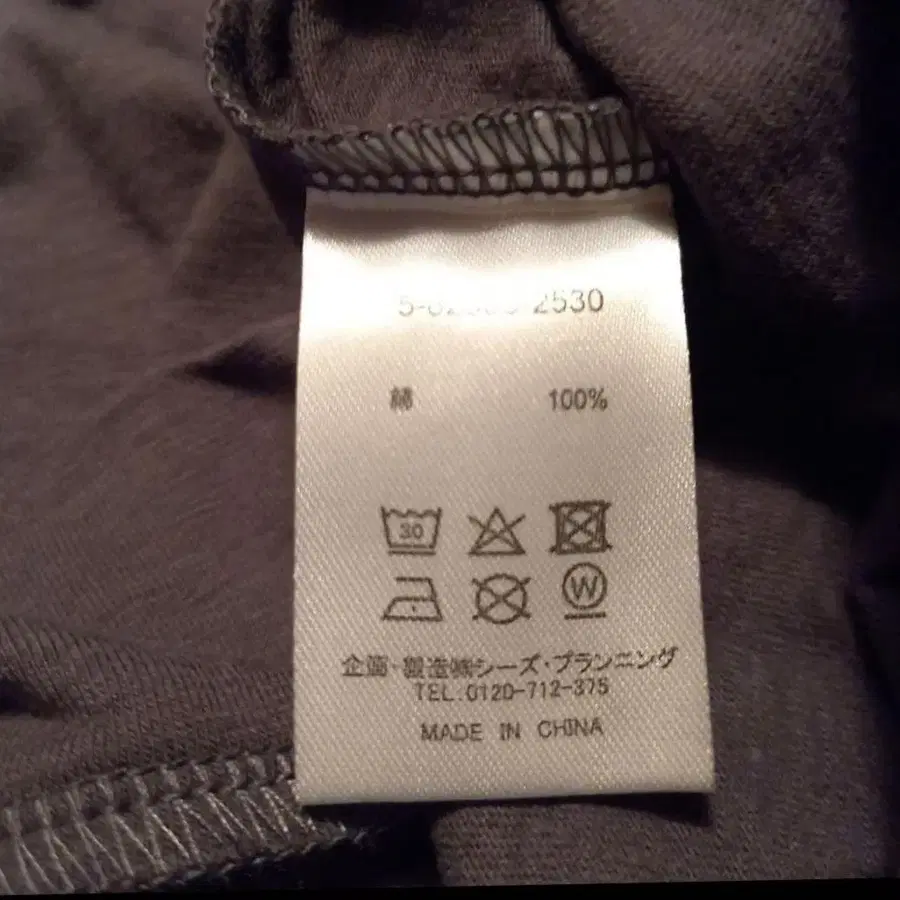 2530
綿 100%
30
W
企画・製造㈱シーズ・プランニング
TEL.0120-712-375
MADE IN CHINA